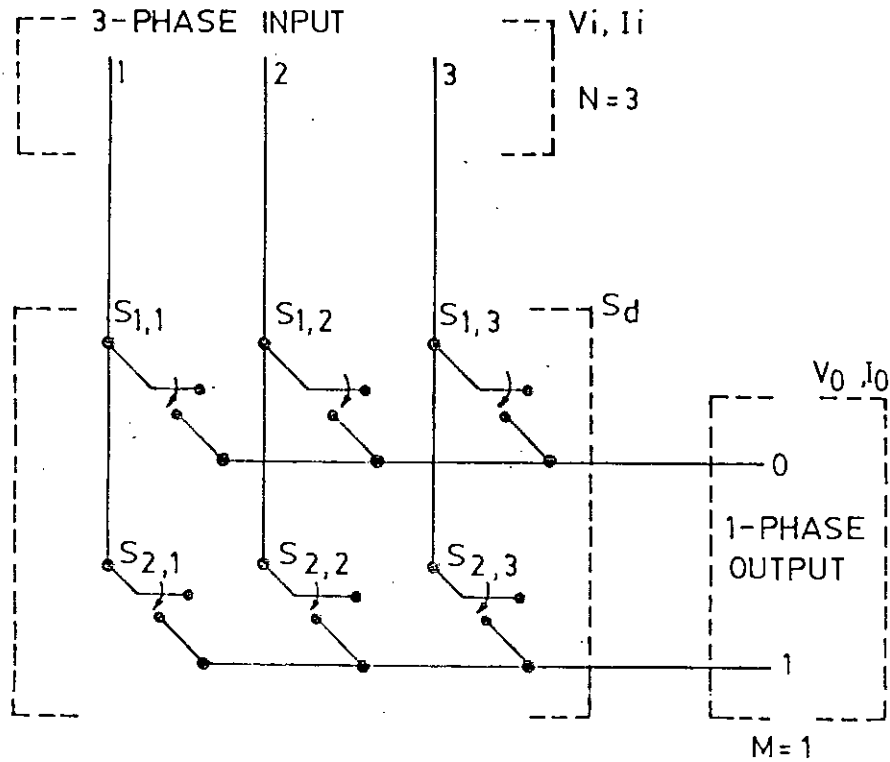 3-PHASE INPUT
Vi, Ii
1 2 3
N=3
S1,1 S1,2 S1,3 Sd
V0 ,I0
0
1-PHASE
OUTPUT
S2,1 S2,2 S2,3
1
M=1